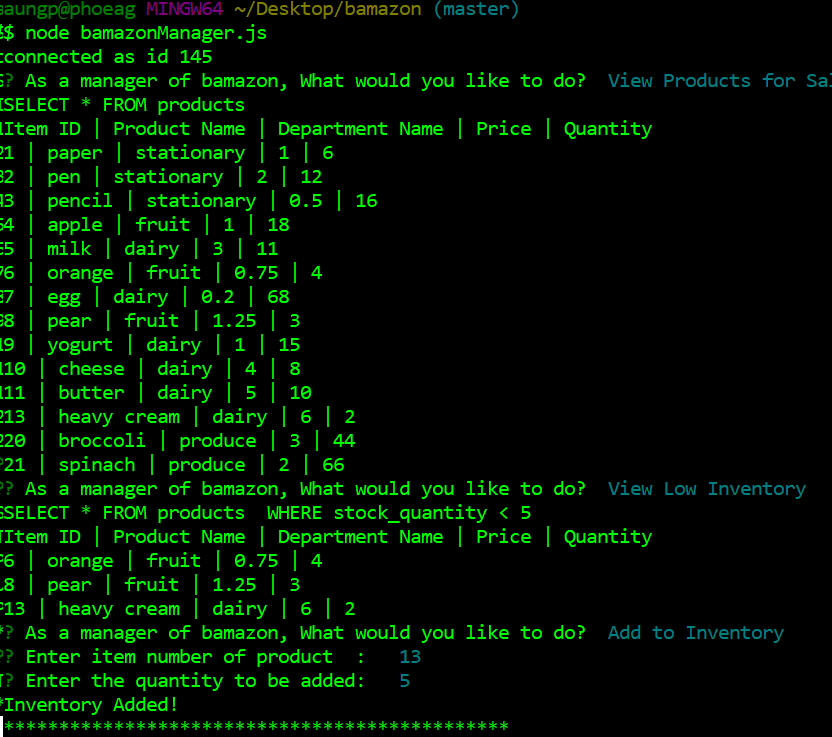 aungp@phoeag MINGW64 ~/Desktop/bamazon (master)
$ node bamazonManager.js
connected as id 145
? As a manager of bamazon, What would you like to do?  View Products for Sal
SELECT * FROM products
Item ID | Product Name | Department Name | Price | Quantity
1 | paper | stationary | 1 | 6
2 | pen | stationary | 2 | 12
3 | pencil | stationary | 0.5 | 16
4 | apple | fruit | 1 | 18
5 | milk | dairy | 3 | 11
6 | orange | fruit | 0.75 | 4
7 | egg | dairy | 0.2 | 68
8 | pear | fruit | 1.25 | 3
9 | yogurt | dairy | 1 | 15
10 | cheese | dairy | 4 | 8
11 | butter | dairy | 5 | 10
13 | heavy cream | dairy | 6 | 2
20 | broccoli | produce | 3 | 44
21 | spinach | produce | 2 | 66
? As a manager of bamazon, What would you like to do?  View Low Inventory
SELECT * FROM products  WHERE stock_quantity < 5
Item ID | Product Name | Department Name | Price | Quantity
6 | orange | fruit | 0.75 | 4
8 | pear | fruit | 1.25 | 3
13 | heavy cream | dairy | 6 | 2
? As a manager of bamazon, What would you like to do?  Add to Inventory
? Enter item number of product  :   13
? Enter the quantity to be added:   5
Inventory Added!
**********************************************